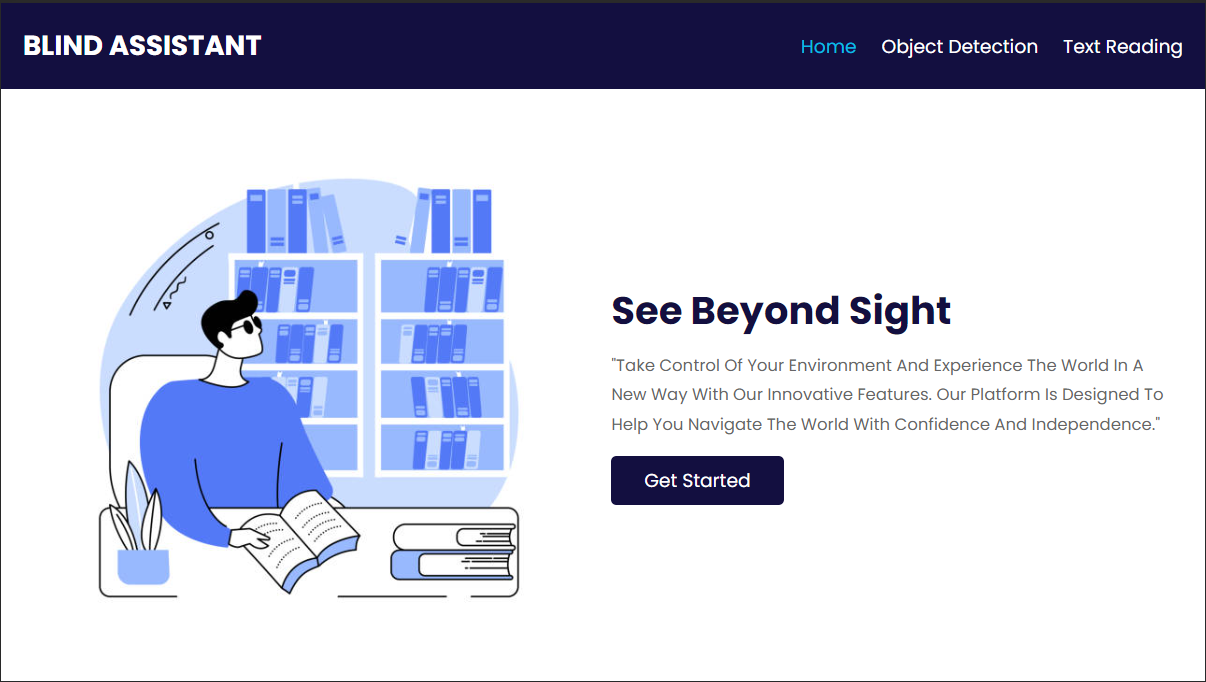 BLIND ASSISTANT
Home
Object Detection
Text Reading
See Beyond Sight
"Take Control Of Your Environment And Experience The World In A
New Way With Our Innovative Features. Our Platform Is Designed To
Help You Navigate The World With Confidence And Independence."
Get Started